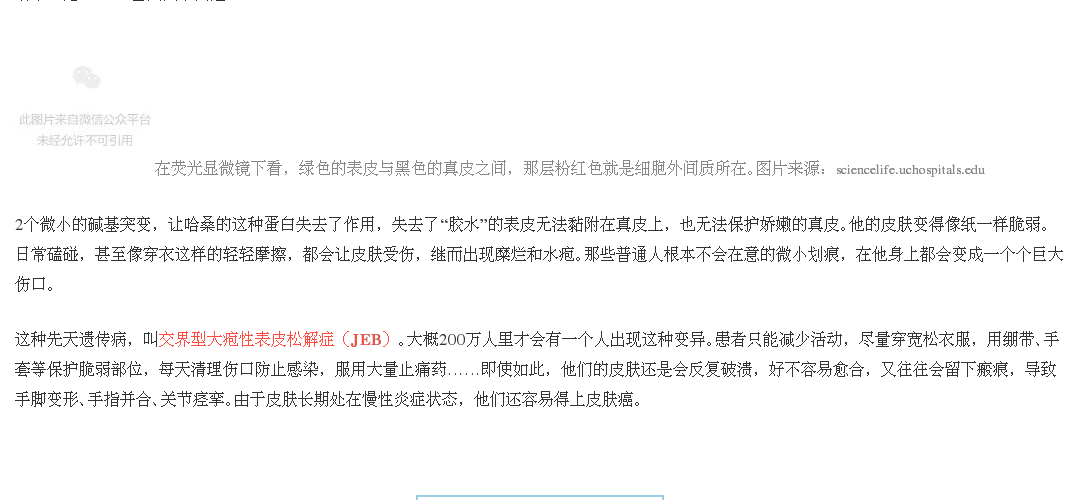 此图片来自微信公众平台
未经允许不可引用
在荧光显微镜下看，绿色的表皮与黑色的真皮之间，那层粉红色就是细胞外间质所在。图片来源：sciencelife.uchospitals.edu
2个微小的碱基突变，让哈桑的这种蛋白失去了作用，失去了“胶水”的表皮无法黏附在真皮上，也无法保护娇嫩的真皮。他的皮肤变得像纸一样脆弱。
日常磕碰，甚至像穿衣这样的轻轻摩擦，都会让皮肤受伤，继而出现糜烂和水疱。那些普通人根本不会在意的微小划痕，在他身上都会变成一个个巨大
伤口。
这种先天遗传病，叫交界型大疱性表皮松解症（JEB）。大概200万人里才会有一个人出现这种变异。患者只能减少活动，尽量穿宽松衣服，用绷带、手
套等保护脆弱部位，每天清理伤口防止感染，服用大量止痛药……即使如此，他们的皮肤还是会反复破溃，好不容易愈合，又往往会留下瘢痕，导致
手脚变形、手指并合、关节痉挛。由于皮肤长期处在慢性炎症状态，他们还容易得上皮肤癌。